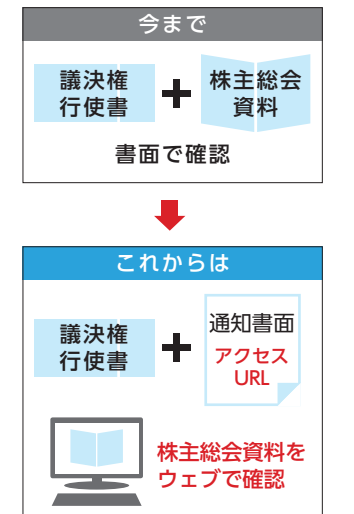 今まで
議決権
行使書
+
株主総会
資料
書面で確認
これからは
議決権
行使書
+
通知書面
アクセス
URL
株主総会資料を
ウェブで確認